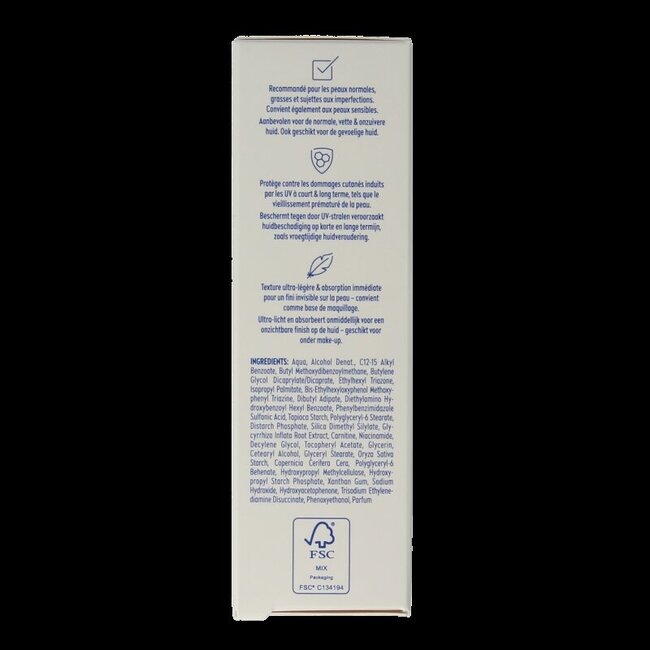 Recommandé pour les peaux normales,
grasses et sujettes aux imperfections.
Convient également aux peaux sensibles.
Aanbevolen voor de normale, vette & onzuivere
huid. Ook geschikt voor de gevoelige huid.
Protège contre les dommages cutanés induits
par les UV à court & long terme, tels que le
vieillissement prématuré de la peau.
Beschermt tegen door UV-stralen veroorzaakt
huidbeschadiging op korte en lange termijn,
zoals vroegtijdige huidveroudering.
Texture ultra-légère & absorption immédiate
pour un fini invisible sur la peau – convient
comme base de maquillage.
Ultra-licht en absorbeert onmiddellijk voor een
onzichtbare finish op de huid – geschikt voor
onder make-up.
INGREDIENTS: Aqua, Alcohol Denat., C12-15 Alkyl
Benzoate, Butyl Methoxydibenzoylmethane, Butylene
Glycol Dicaprylate/Dicaprate, Ethylhexyl Triazone,
Isopropyl Palmitate, Bis-Ethylhexyloxyphenol Methoxy-
phenyl Triazine, Dibutyl Adipate, Diethylamino Hy-
droxybenzoyl Hexyl Benzoate, Phenylbenzimidazole
Sulfonic Acid, Tapioca Starch, Polyglyceryl-6 Stearate,
Distarch Phosphate, Silica Dimethyl Silylate, Gly-
cyrrhiza Inflata Root Extract, Carnitine, Niacinamide,
Decylene Glycol, Tocopheryl Acetate, Glycerin,
Cetearyl Alcohol, Glyceryl Stearate, Oryza Sativa
Starch, Copernicia Cerifera Cera, Polyglyceryl-6
Behenate, Hydroxypropyl Methylcellulose, Hydroxy-
propyl Starch Phosphate, Xanthan Gum, Sodium
Hydroxide, Hydroxyacetophenone, Trisodium Ethylene-
diamine Disuccinate, Phenoxyethanol, Parfum
FSC
MIX
Packaging
FSC® C134194